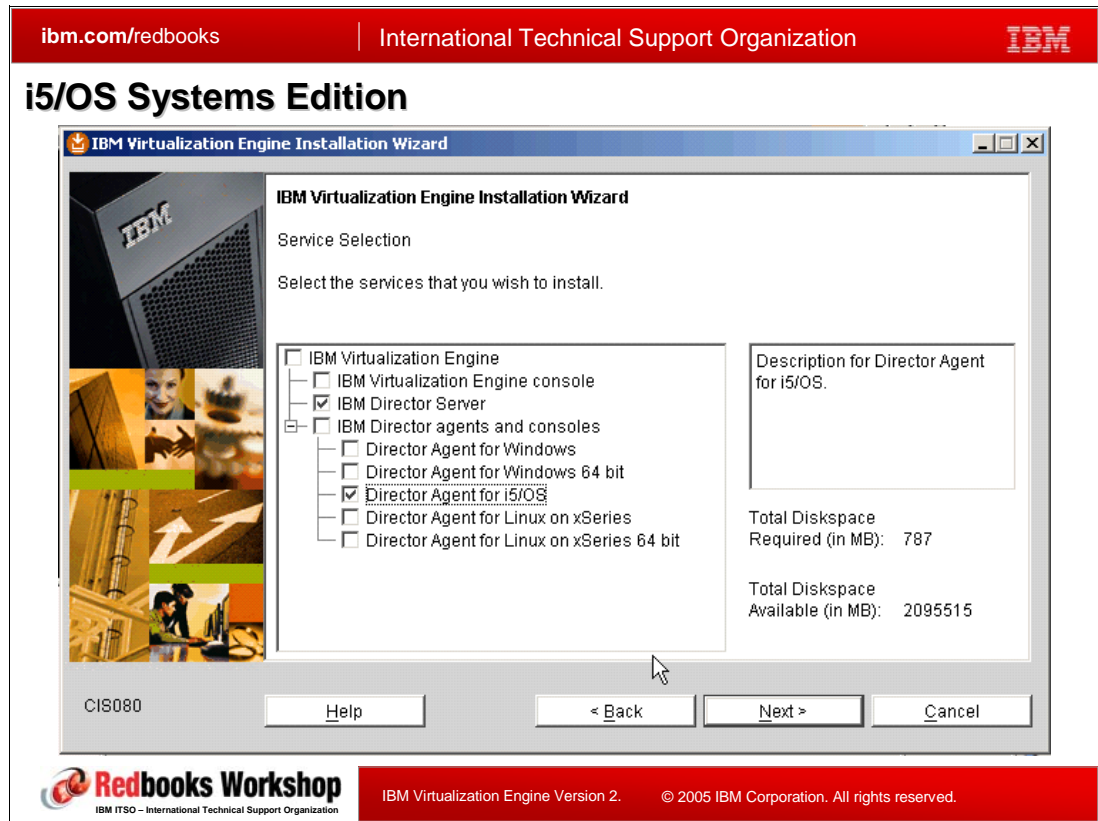 ibm.com/redbooks
International Technical Support Organization
IBM
i5/OS Systems Edition
IBM Virtualization Engine Installation Wizard
IBM
IBM Virtualization Engine Installation Wizard
Service Selection
Select the services that you wish to install.
IBM Virtualization Engine
IBM Virtualization Engine console
IBM Director Server
IBM Director agents and consoles
Director Agent for Windows
Director Agent for Windows 64 bit
Director Agent for i5/OS
Director Agent for Linux on xSeries
Director Agent for Linux on xSeries 64 bit
Description for Director Agent
for i5/OS.
Total Diskspace
Required (in MB): 787
Total Diskspace
Available (in MB): 2095515
CIS080
Help
< Back
Next >
Cancel
Redbooks Workshop
IBM ITSO – International Technical Support Organization
IBM Virtualization Engine Version 2.
© 2005 IBM Corporation. All rights reserved.